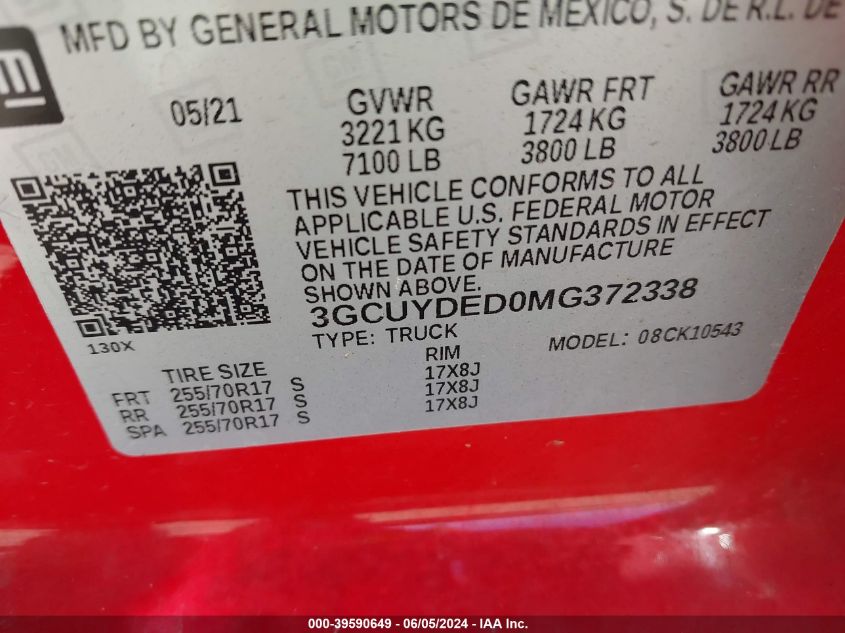 MFD BY GENERAL MOTORS DE MEXICO, S. DE R.L. DE
GM
05/21
GVWR
3221 KG
7100 LB
GAWR FRT
1724 KG
3800 LB
GAWR RR
1724 KG
3800 LB
THIS VEHICLE CONFORMS TO ALL
APPLICABLE U.S. FEDERAL MOTOR
VEHICLE SAFETY STANDARDS IN EFFECT
ON THE DATE OF MANUFACTURE
SHOWN ABOVE.
3GCUYDED0MG372338
TYPE: TRUCK
MODEL: 08CK10543
130X
TIRE SIZE RIM
FRT 255/70R17 S 17X8J
RR 255/70R17 S 17X8J
SPA 255/70R17 S 17X8J
000-39590649 / 06/05/2024 - IAA Inc.